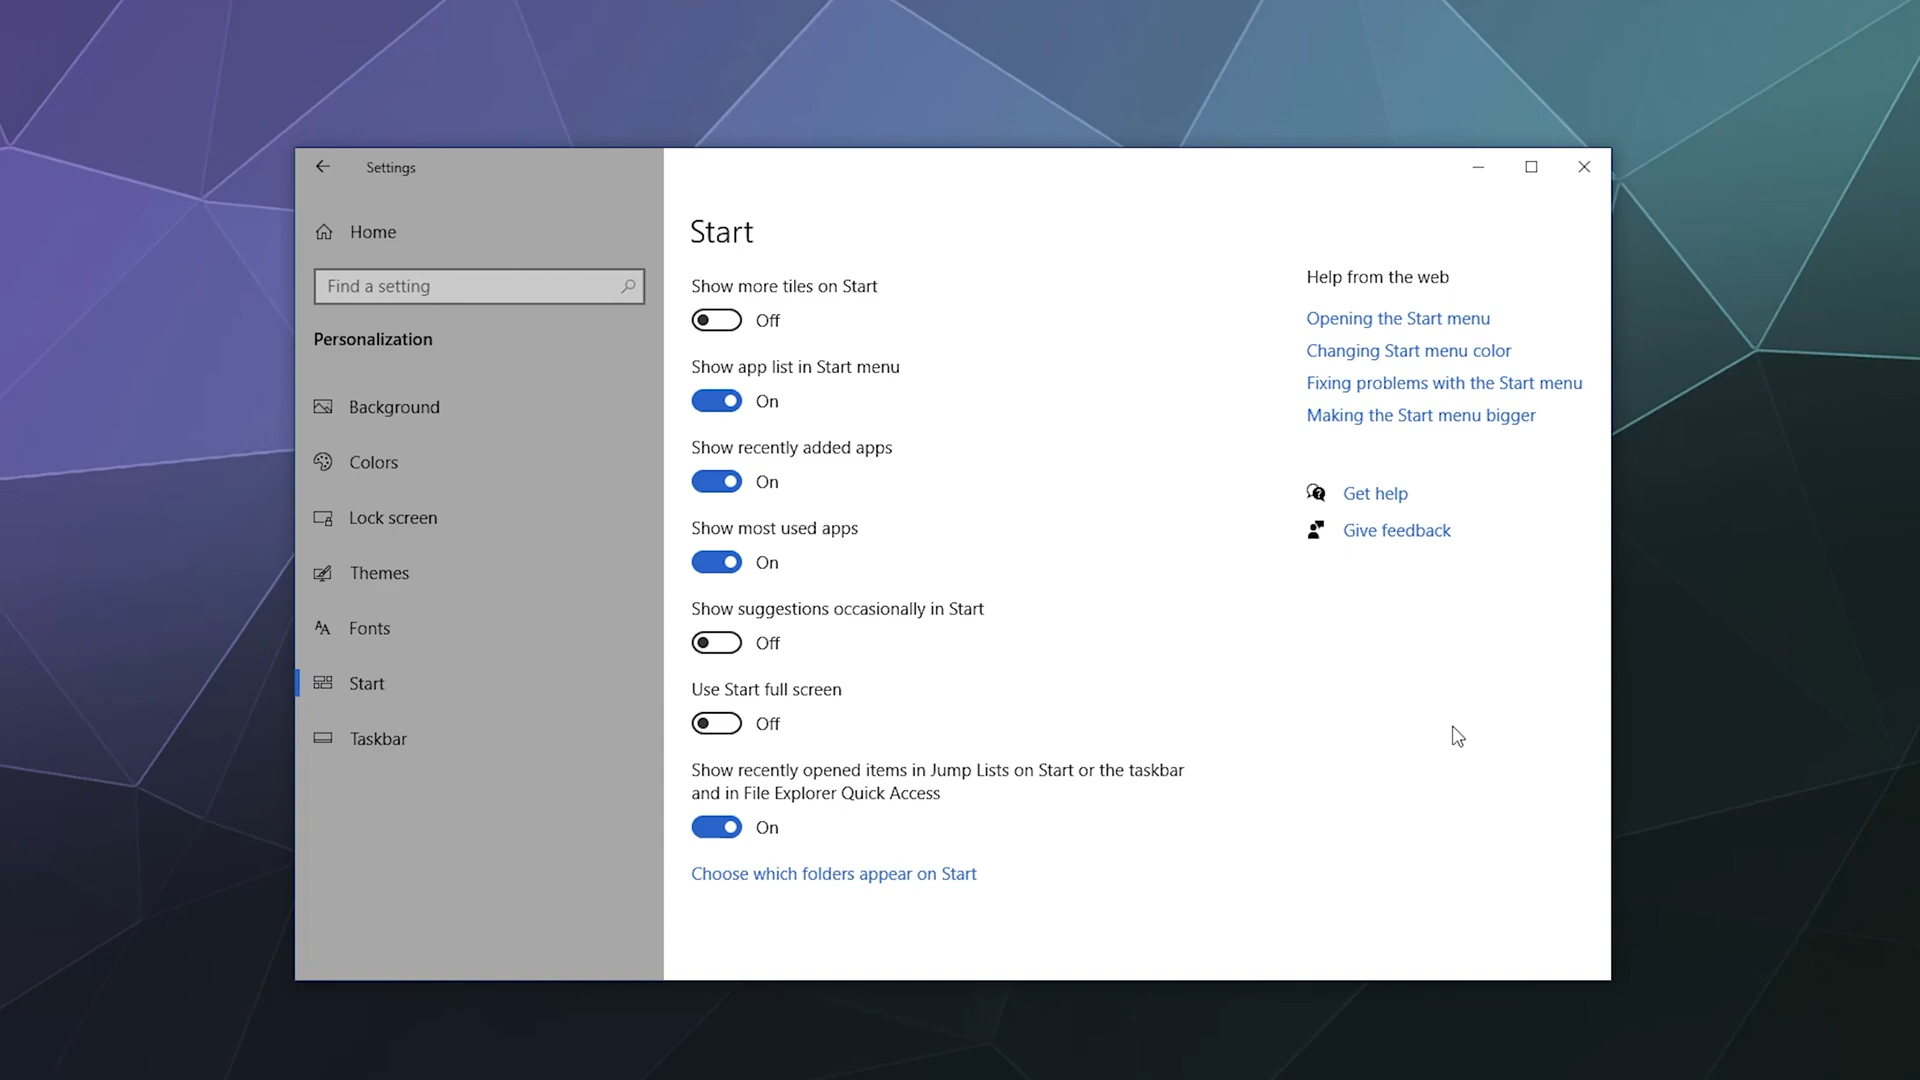 Settings
Home
Find a setting
Personalization
Background
Colors
Lock screen
Themes
Fonts
Start
Taskbar
Start
Show more tiles on Start
Off
Show app list in Start menu
On
Show recently added apps
On
Show most used apps
On
Show suggestions occasionally in Start
Off
Use Start full screen
Off
Show recently opened items in Jump Lists on Start or the taskbar
and in File Explorer Quick Access
On
Choose which folders appear on Start
Help from the web
Opening the Start menu
Changing Start menu color
Fixing problems with the Start menu
Making the Start menu bigger
Get help
Give feedback